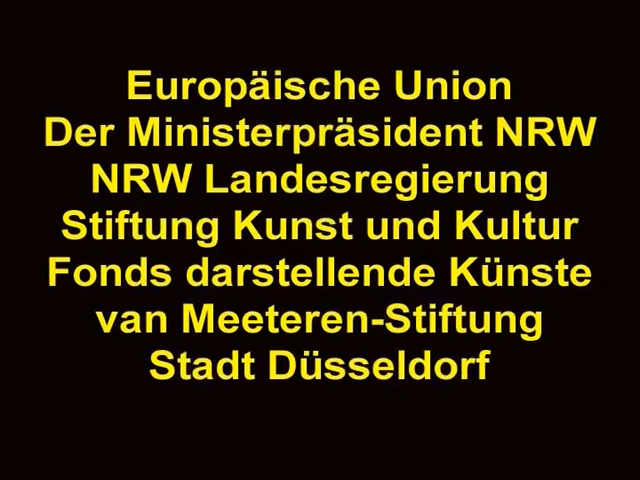 Europäische Union
Der Ministerpräsident NRW
NRW Landesregierung
Stiftung Kunst und Kultur
Fonds darstellende Künste
van Meeteren-Stiftung
Stadt Düsseldorf